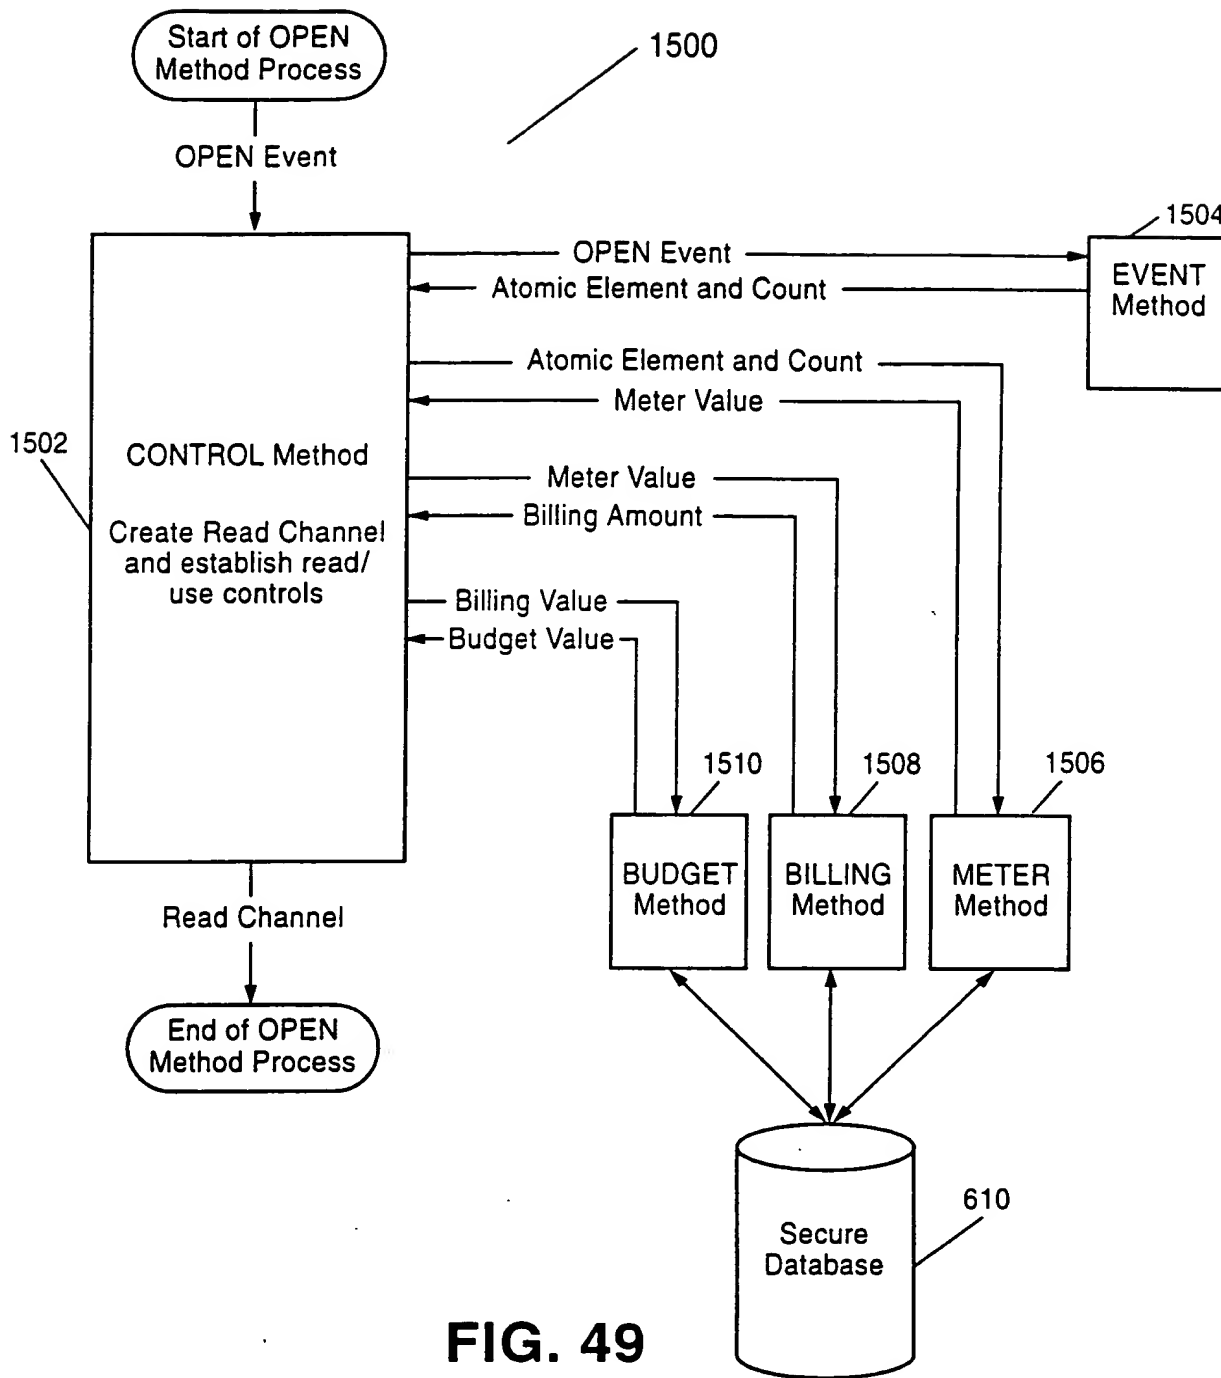 Start of OPEN
Method Process
1500
OPEN Event
1504
OPEN Event
EVENT
Method
Atomic Element and Count
Atomic Element and Count
Meter Value
1502
CONTROL Method
Meter Value
Billing Amount
Create Read Channel
and establish read/
use controls
Billing Value
Budget Value
1510
1508
1506
BUDGET
Method
BILLING
Method
METER
Method
Read Channel
End of OPEN
Method Process
610
Secure
Database
FIG. 49